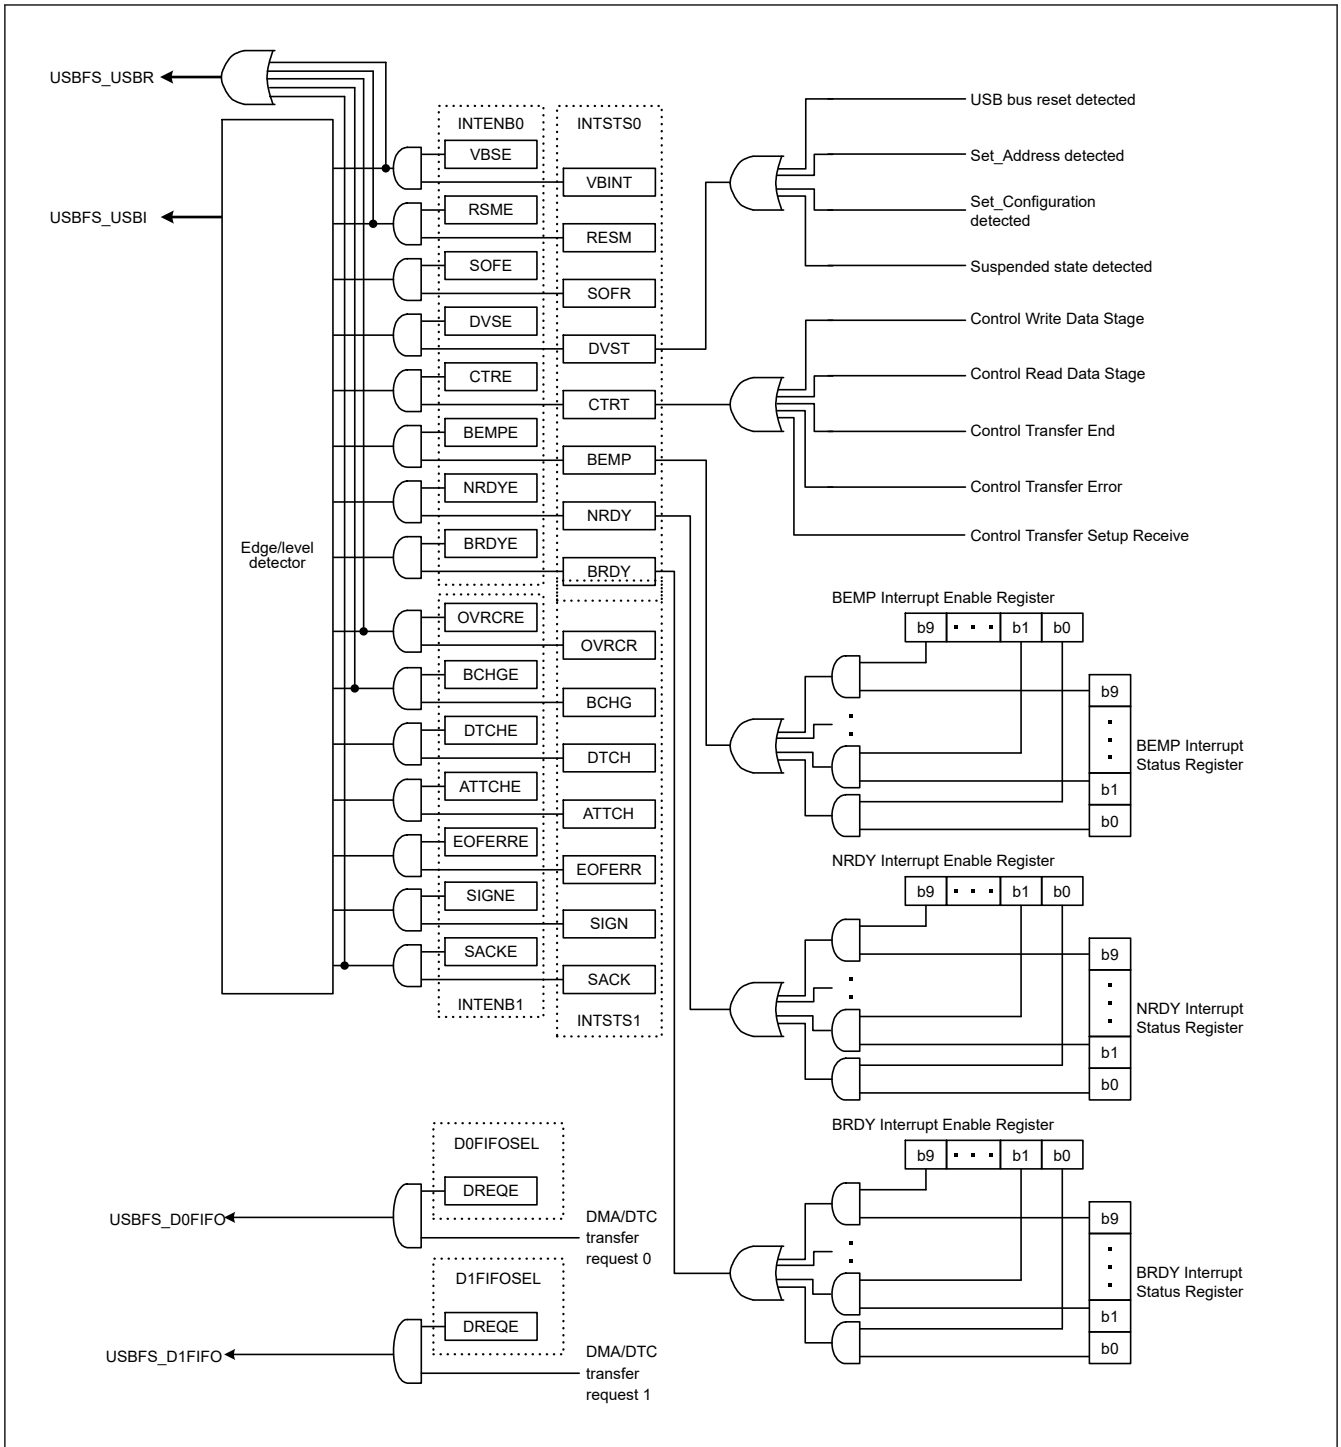 USBFS_USBR
USBFS_USBI
Edge/level
detector
INTENB0
VBSE
RSME
SOFE
DVSE
CTRE
BEMPE
NRDYE
BRDYE
OVRCRE
BCHGE
DTCHE
ATTCHE
EOFERRE
SIGNE
SACKE
INTENB1
INTSTS0
VBINT
RESM
SOFR
DVST
CTRT
BEMP
NRDY
BRDY
OVRCR
BCHG
DTCH
ATTCH
EOFERR
SIGN
SACK
INTSTS1
USB bus reset detected
Set_Address detected
Set_Configuration
detected
Suspended state detected
Control Write Data Stage
Control Read Data Stage
Control Transfer End
Control Transfer Error
Control Transfer Setup Receive
BEMP Interrupt Enable Register
b9 · · · b1 b0
b9
b1
b0
BEMP Interrupt
Status Register
NRDY Interrupt Enable Register
b9 · · · b1 b0
b9
b1
b0
NRDY Interrupt
Status Register
BRDY Interrupt Enable Register
b9 · · · b1 b0
b9
b1
b0
BRDY Interrupt
Status Register
D0FIFOSEL
DREQE
USBFS_D0FIFO
DMA/DTC
transfer
request 0
D1FIFOSEL
DREQE
USBFS_D1FIFO
DMA/DTC
transfer
request 1